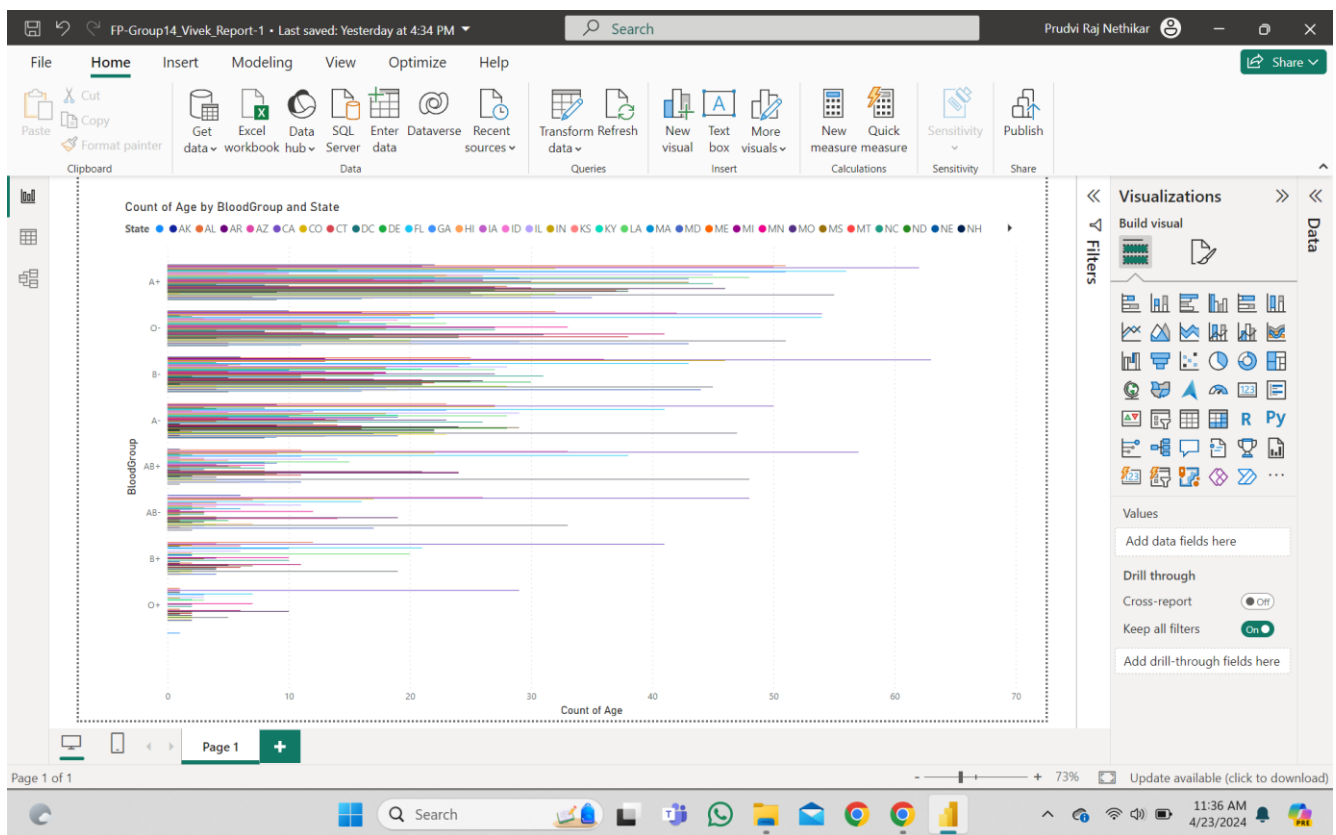 FP-Group14_Vivek_Report-1 • Last saved: Yesterday at 4:34 PM
Search
Prudvi Raj Nethikar
File Home Insert Modeling View Optimize Help
Share
Paste
Cut
Copy
Format painter
Get data
Excel workbook
Data hub
SQL Server
Enter data
Dataverse
Recent sources
Transform data
Refresh
New visual
Text box
More visuals
New measure
Quick measure
Sensitivity
Publish
Clipboard Data Queries Insert Calculations Sensitivity Share
Count of Age by BloodGroup and State
State AK AL AR AZ CA CO CT DC DE FL GA HI IA ID IL IN KS KY LA MA MD ME MI MN MO MS MT NC ND NE NH
BloodGroup
A+
O-
B-
A-
AB+
AB-
B+
O+
0 10 20 30 40 50 60 70
Count of Age
Filters
Visualizations
Build visual
123
R Py
123
Values
Add data fields here
Drill through
Cross-report Off
Keep all filters On
Add drill-through fields here
Data
Page 1
+
Page 1 of 1
- + 73%
Update available (click to download)
Search
11:36 AM
4/23/2024
PRE